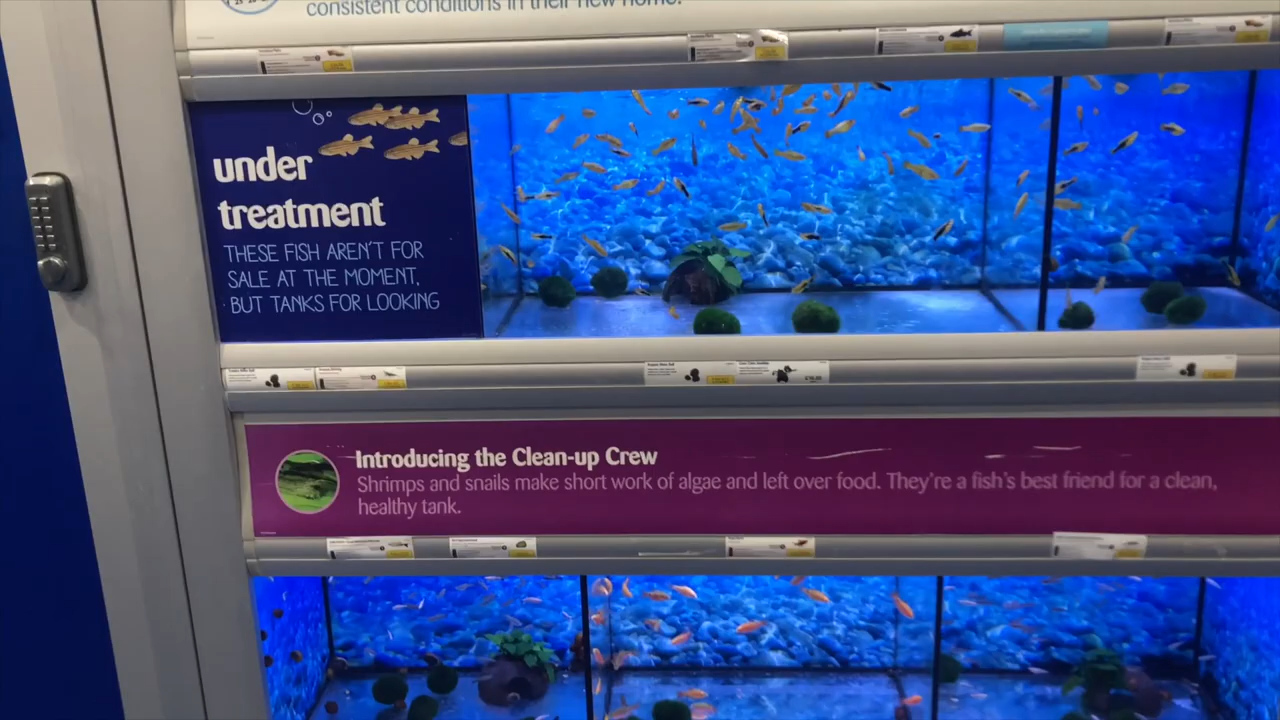 consistent conditions in their new home.
under
treatment
THESE FISH AREN'T FOR
SALE AT THE MOMENT,
BUT TANKS FOR LOOKING
Introducing the Clean-up Crew
Shrimps and snails make short work of algae and left over food. They're a fish's best friend for a clean,
healthy tank.